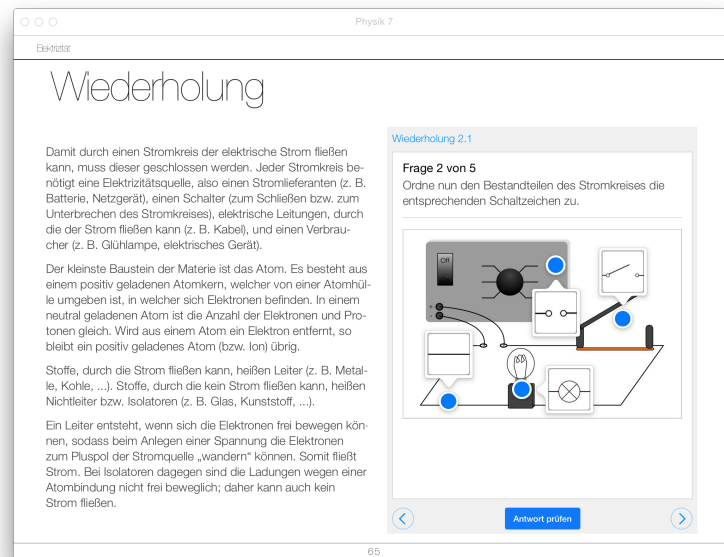 Physik 7
Elektrizität
Wiederholung
Damit durch einen Stromkreis der elektrische Strom fließen
kann, muss dieser geschlossen werden. Jeder Stromkreis be-
nötigt eine Elektrizitätsquelle, also einen Stromlieferanten (z. B.
Batterie, Netzgerät), einen Schalter (zum Schließen bzw. zum
Unterbrechen des Stromkreises), elektrische Leitungen, durch
die der Strom fließen kann (z. B. Kabel), und einen Verbrau-
cher (z. B. Glühlampe, elektrisches Gerät).
Der kleinste Baustein der Materie ist das Atom. Es besteht aus
einem positiv geladenen Atomkern, welcher von einer Atomhül-
le umgeben ist, in welcher sich Elektronen befinden. In einem
neutral geladenen Atom ist die Anzahl der Elektronen und Pro-
tonen gleich. Wird aus einem Atom ein Elektron entfernt, so
bleibt ein positiv geladenes Atom (bzw. Ion) übrig.
Stoffe, durch die Strom fließen kann, heißen Leiter (z. B. Metal-
le, Kohle, ...). Stoffe, durch die kein Strom fließen kann, heißen
Nichtleiter bzw. Isolatoren (z. B. Glas, Kunststoff, ...).
Ein Leiter entsteht, wenn sich die Elektronen frei bewegen kön-
nen, sodass beim Anlegen einer Spannung die Elektronen
zum Pluspol der Stromquelle „wandern“ können. Somit fließt
Strom. Bei Isolatoren dagegen sind die Ladungen wegen einer
Atombindung nicht frei beweglich; daher kann auch kein
Strom fließen.
Wiederholung 2.1
Frage 2 von 5
Ordne nun den Bestandteilen des Stromkreises die
entsprechenden Schaltzeichen zu.
Off
+
-
Antwort prüfen
65